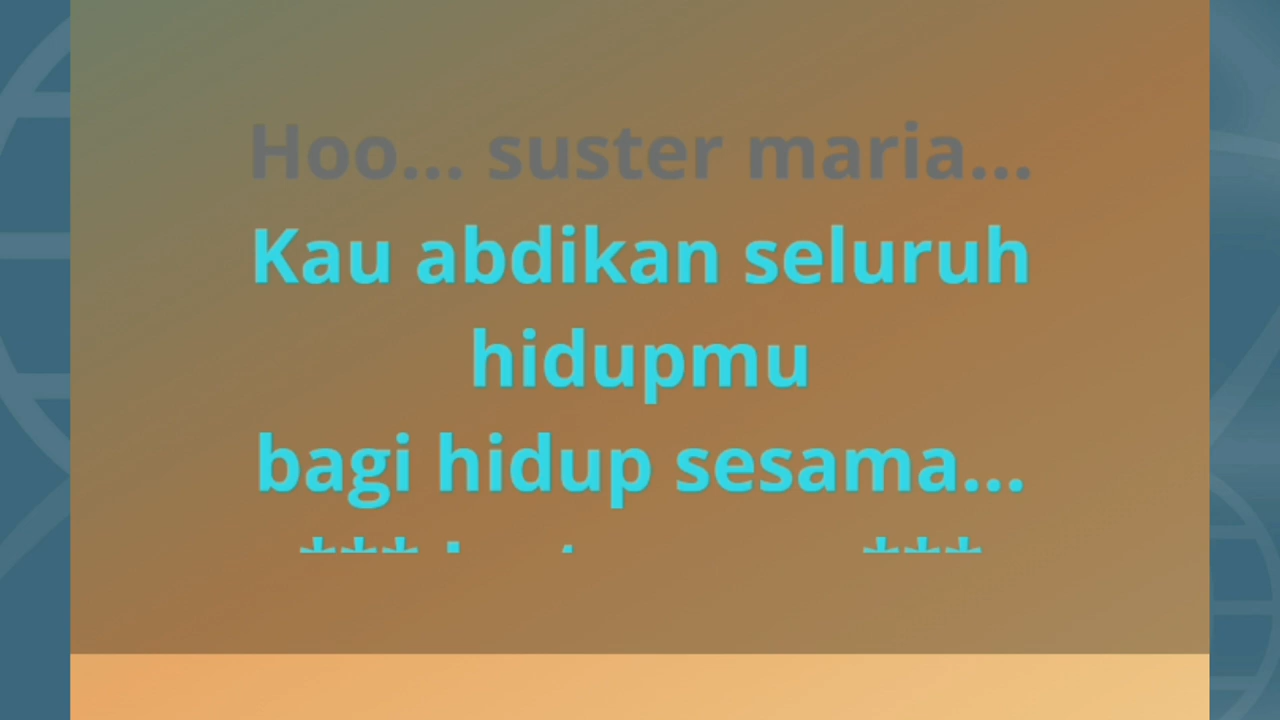 Hoo... suster maria...
Kau abdikan seluruh
hidupmu
bagi hidup sesama...